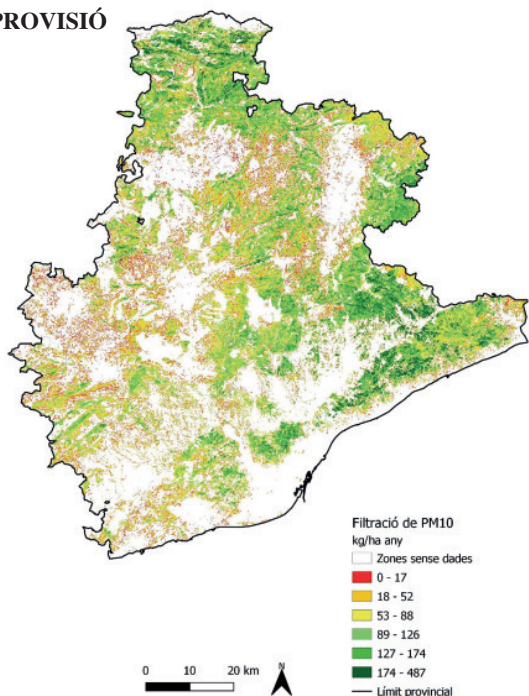 PROVISIÓ
Filtració de PM10
kg/ha any
Zones sense dades
0 - 17
18 - 52
53 - 88
89 - 126
127 - 174
174 - 487
Límit provincial
0 10 20 km
N